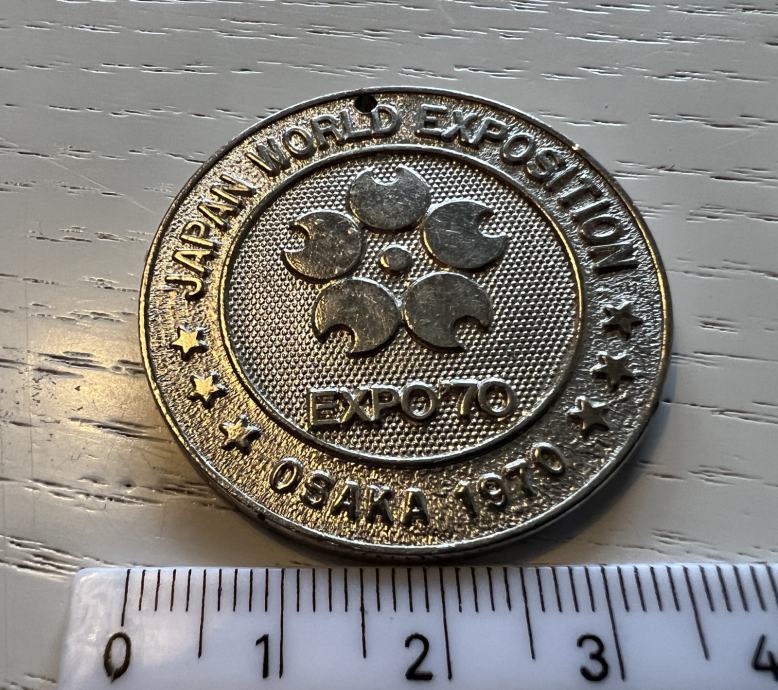 JAPAN WORLD EXPOSITION
EXPO'70
OSAKA 1970
0 1 2 3 4